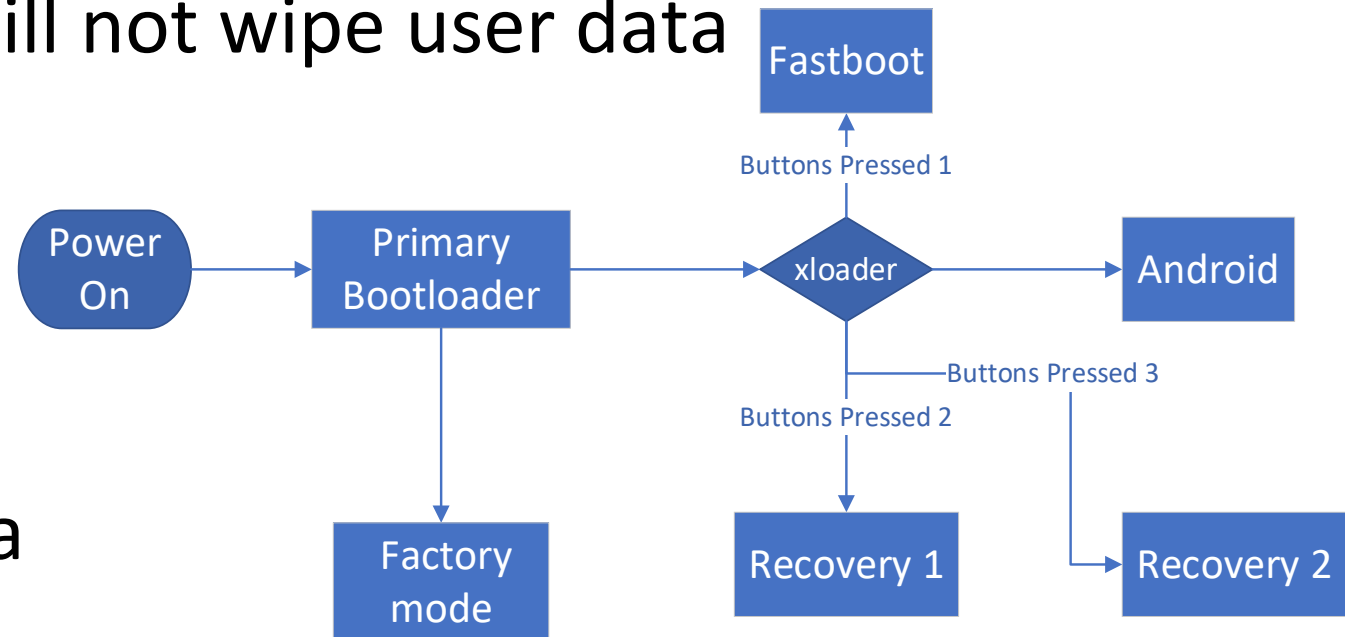 ill not wipe user data
Fastboot
Buttons Pressed 1
Power
On
Primary
Bootloader
xloader
Android
Buttons Pressed 3
Buttons Pressed 2
a
Factory
mode
Recovery 1
Recovery 2